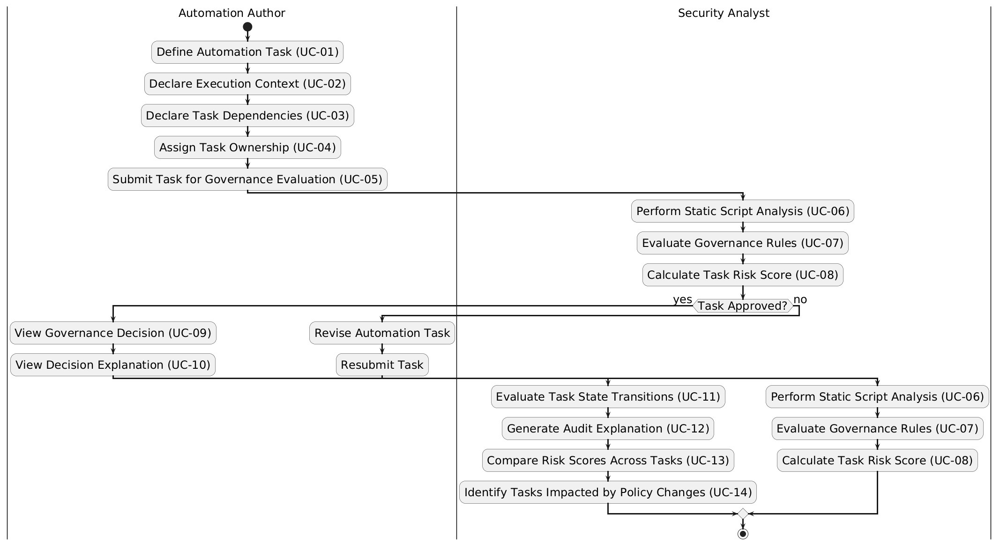 Automation Author
Security Analyst
Define Automation Task (UC-01)
Declare Execution Context (UC-02)
Declare Task Dependencies (UC-03)
Assign Task Ownership (UC-04)
Submit Task for Governance Evaluation (UC-05)
Perform Static Script Analysis (UC-06)
Evaluate Governance Rules (UC-07)
Calculate Task Risk Score (UC-08)
yes
Task Approved?
no
View Governance Decision (UC-09)
View Decision Explanation (UC-10)
Revise Automation Task
Resubmit Task
Evaluate Task State Transitions (UC-11)
Generate Audit Explanation (UC-12)
Compare Risk Scores Across Tasks (UC-13)
Identify Tasks Impacted by Policy Changes (UC-14)
Perform Static Script Analysis (UC-06)
Evaluate Governance Rules (UC-07)
Calculate Task Risk Score (UC-08)